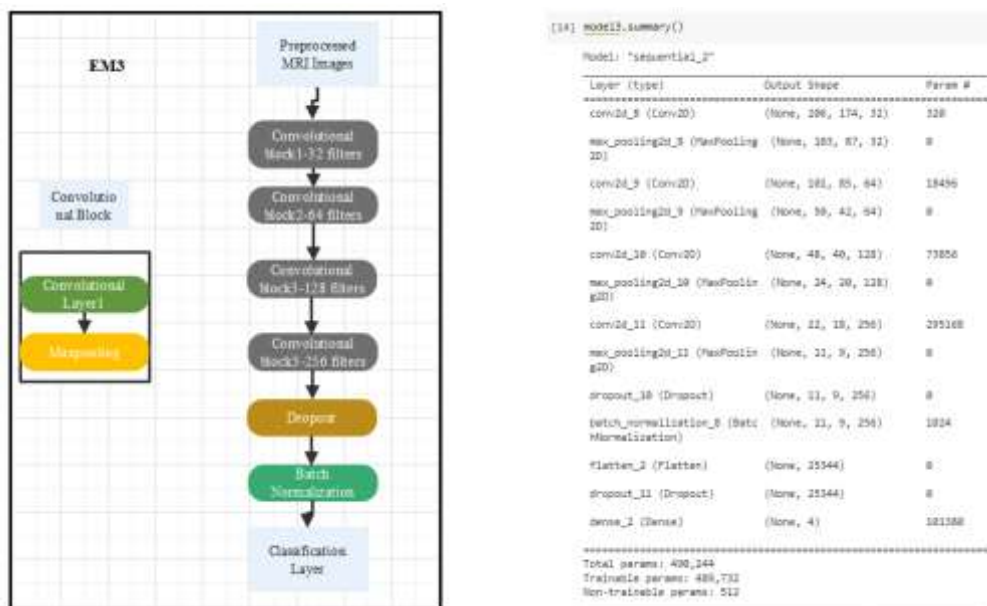 EM3
Preprocessed
MRI Images
Convolutional
block1-32 filters
Convolutional
block2-64 filters
Convolutional
block3-128 filters
Convolutional
block3-256 filters
Dropout
Batch
Normalization
Classification
Layer
Convolutio
nal Block
Convolutional
Layer1
Maxpooling
[14] model3.summary()
Model: "sequential_2"
Layer (type) Output Shape Param #
conv2d_8 (Conv2D) (None, 206, 174, 32) 320
max_pooling2d_8 (MaxPooling (None, 103, 87, 32) 0
2D)
conv2d_9 (Conv2D) (None, 101, 85, 64) 18496
max_pooling2d_9 (MaxPooling (None, 50, 42, 64) 0
2D)
conv2d_10 (Conv2D) (None, 48, 40, 128) 73856
max_pooling2d_10 (MaxPoolin (None, 24, 20, 128) 0
g2D)
conv2d_11 (Conv2D) (None, 22, 18, 256) 295168
max_pooling2d_11 (MaxPoolin (None, 11, 9, 256) 0
g2D)
dropout_10 (Dropout) (None, 11, 9, 256) 0
batch_normalization_8 (Batc (None, 11, 9, 256) 1024
hNormalization)
flatten_2 (Flatten) (None, 25344) 0
dropout_11 (Dropout) (None, 25344) 0
dense_2 (Dense) (None, 4) 101380
Total params: 490,244
Trainable params: 489,732
Non-trainable params: 512